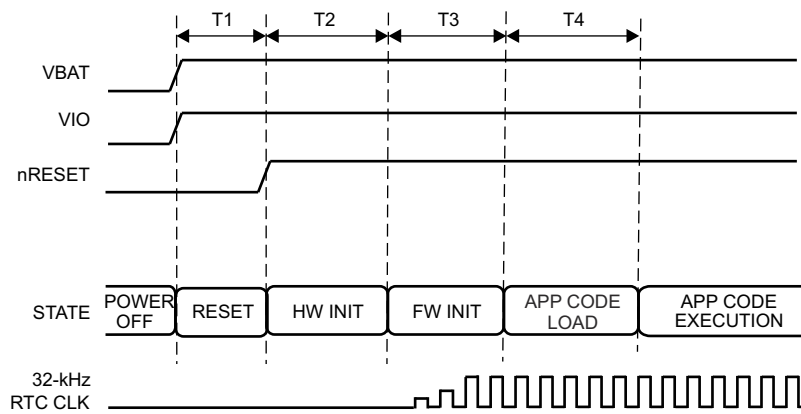 T1 T2 T3 T4
VBAT
VIO
nRESET
STATE
POWER
OFF
RESET
HW INIT
FW INIT
APP CODE
LOAD
APP CODE
EXECUTION
32-kHz
RTC CLK